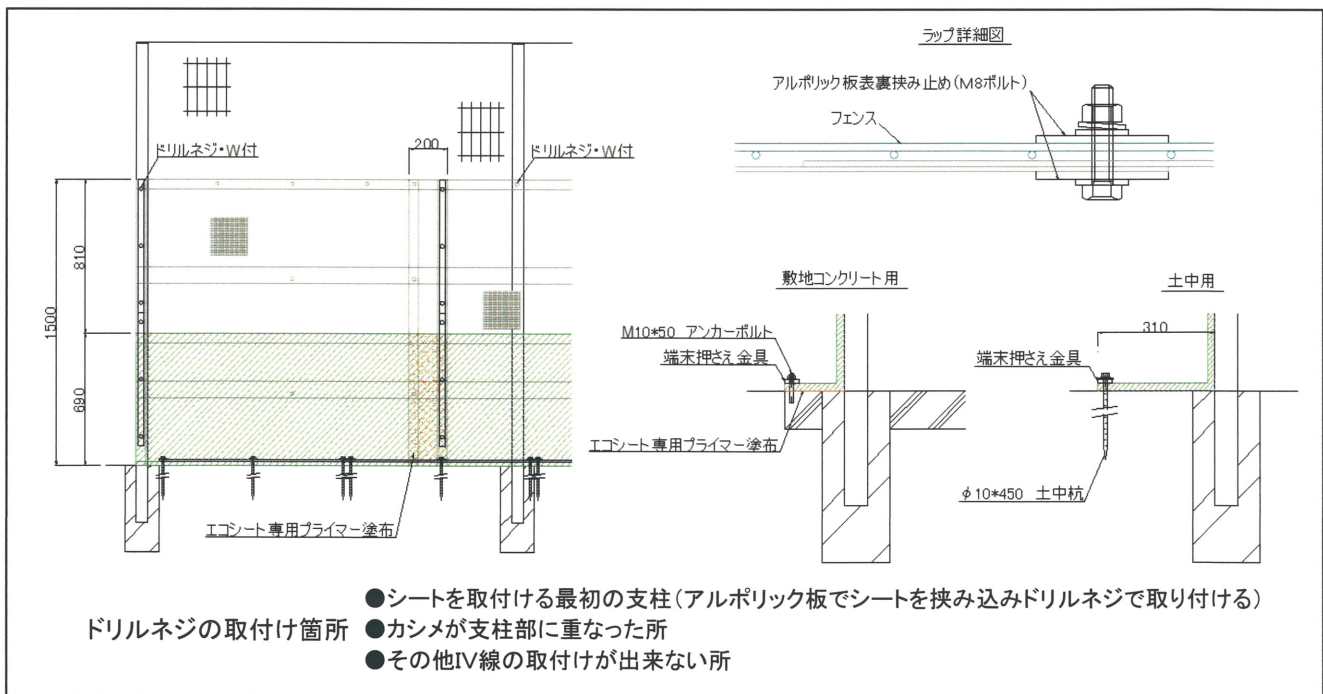 ラップ詳細図
アルポリック板表裏挟み止め(M8ボルト)
フェンス
ドリルネジ・W付
200
ドリルネジ・W付
1500
810
690
エコシート専用プライマー塗布
敷地コンクリート用
M10*50 アンカーボルト
端末押さえ金具
エコシート専用プライマー塗布
土中用
310
端末押さえ金具
φ10*450 土中杭
ドリルネジの取付け箇所
●シートを取付ける最初の支柱(アルポリック板でシートを挟み込みドリルネジで取り付ける)
●カシメが支柱部に重なった所
●その他IV線の取付けが出来ない所